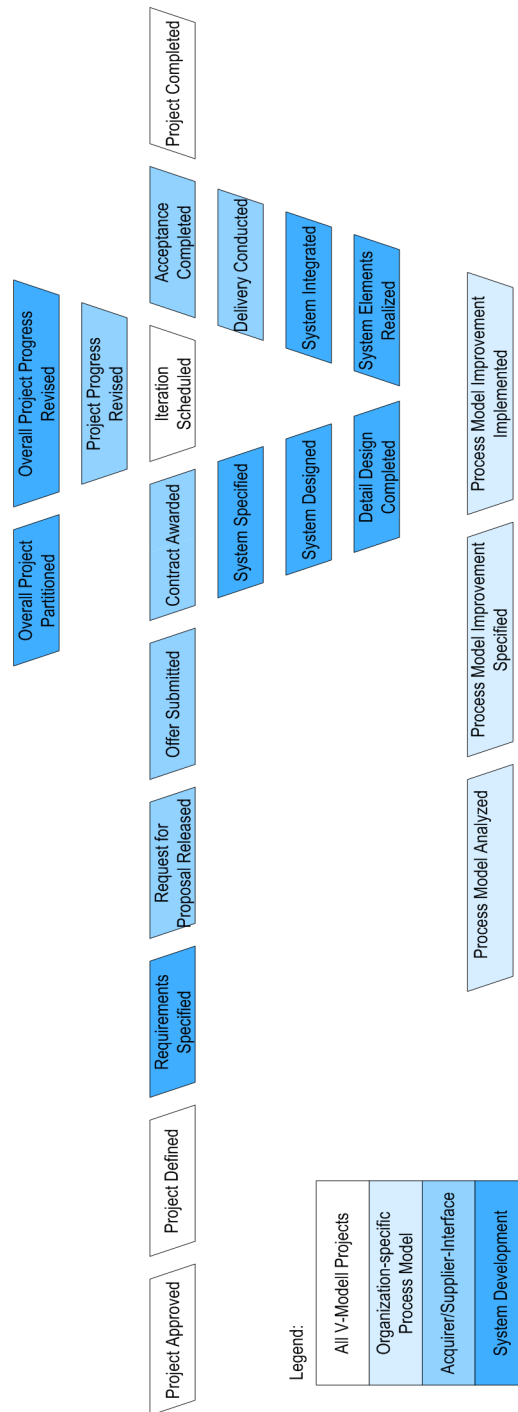 Overall Project
Partitioned
Overall Project Progress
Revised
Project Progress
Revised
Project Approved
Project Defined
Requirements
Specified
Request for
Proposal Released
Offer Submitted
Contract Awarded
Iteration
Scheduled
Acceptance
Completed
Project Completed
System Specified
Delivery Conducted
System Designed
System Integrated
Detail Design
Completed
System Elements
Realized
Legend:
All V-Modell Projects
Organization-specific
Process Model
Acquirer/Supplier-Interface
System Development
Process Model Analyzed
Process Model Improvement
Specified
Process Model Improvement
Implemented